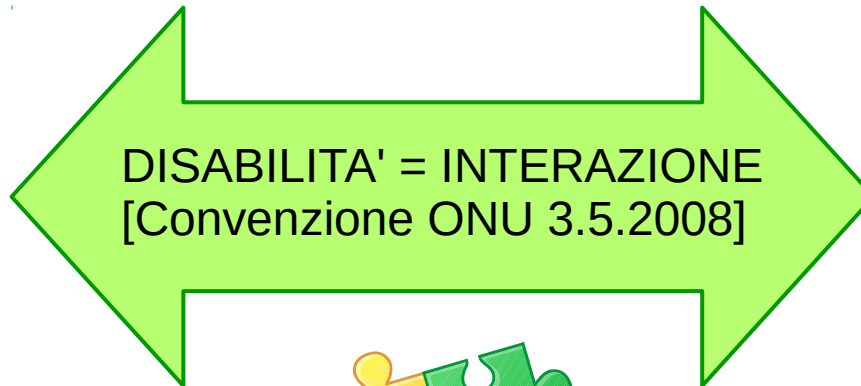 DISABILITA' = INTERAZIONE
[Convenzione ONU 3.5.2008]